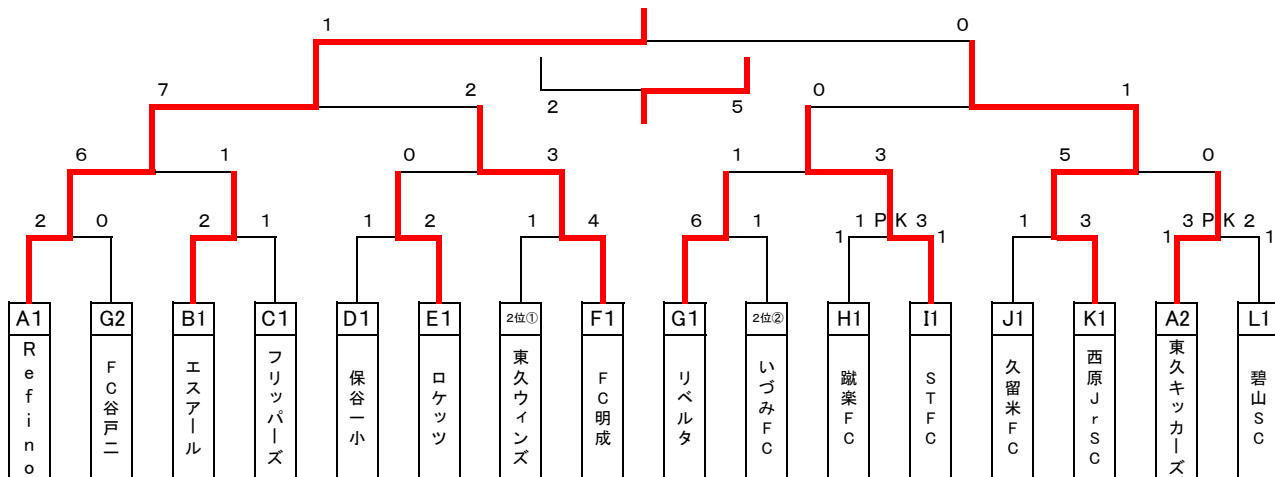 1 0
7 2 0 1
2 5
6 1 0 3 1 3 5 0
2 0 2 1 1 2 1 4 6 1 1 PK 3 1 3 3 PK 2
1 1 1 1
A1 G2 B1 C1 D1 E1 2位① F1 G1 2位② H1 I1 J1 K1 A2 L1
Refino
FC谷戸二
エスアール
フリッパーズ
保谷一小
ロケッツ
東久ウィンズ
FC明成
リベルタ
いづみFC
蹴楽FC
STFC
久留米FC
西原JrSC
東久キッカーズ
碧山SC